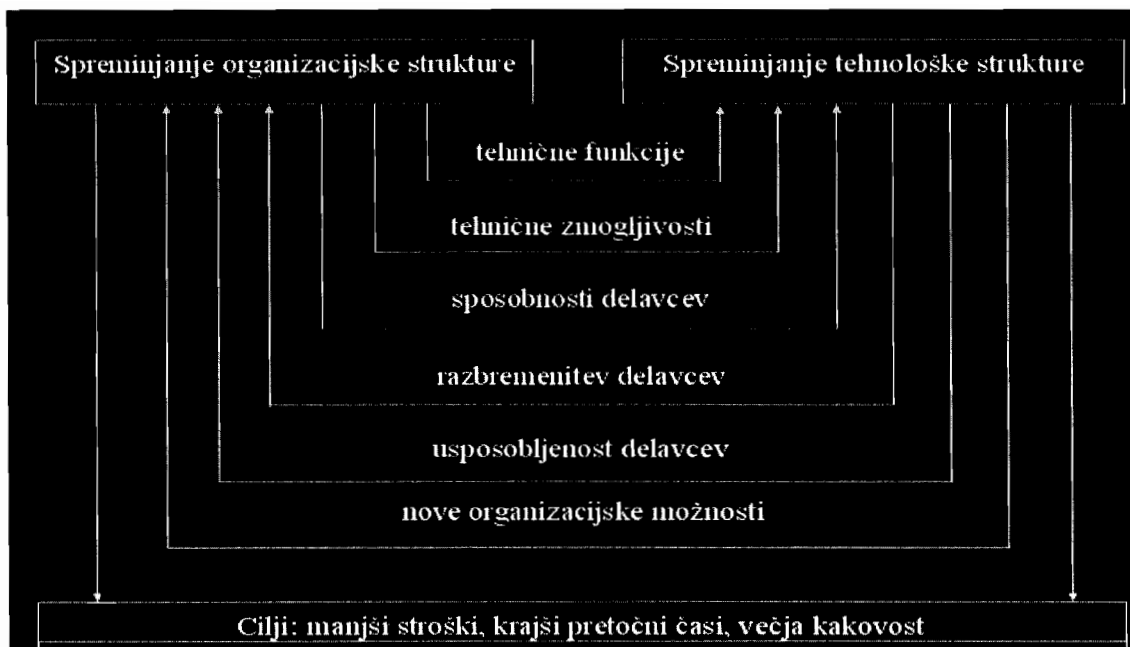 Spreminjanje organizacijske strukture
Spreminjanje tehnološke strukture
tehnične funkcije
tehnične zmogljivosti
sposobnosti delavcev
razbremenitev delavcev
usposobljenost delavcev
nove organizacijske možnosti
Cilji: manjši stroški, krajši pretočni časi, večja kakovost